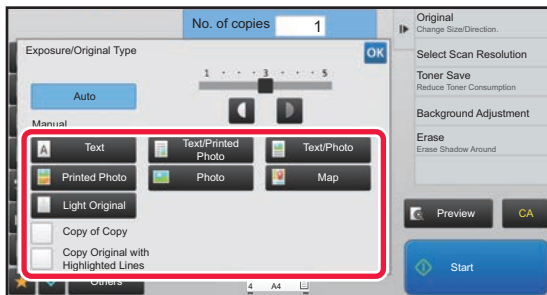 No. of copies 1
Exposure/Original Type
OK
1 3 5
Auto
Manual
A Text
Text/Printed
Photo
Text/Photo
Printed Photo
Photo
Map
Light Original
Copy of Copy
Copy Original with
Highlighted Lines
Others
4 A4
Original
Change Size/Direction.
Select Scan Resolution
Toner Save
Reduce Toner Consumption
Background Adjustment
Erase
Erase Shadow Around
Preview
CA
Start